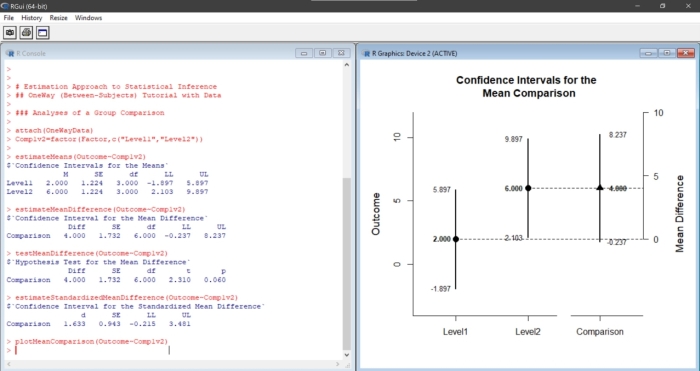 RGui (64-bit)
File History Resize Windows
R Console
>
>
> # Estimation Approach to Statistical Inference
> ## OneWay (Between-Subjects) Tutorial with Data
>
> ### Analyses of a Group Comparison
>
> attach(OneWayData)
> Complv2=factor(Factor,c("Level1","Level2"))
>
> estimateMeans(Outcome~Complv2)
$`Confidence Intervals for the Means`
M SE df LL UL
Level1 2.000 1.224 3.000 -1.897 5.897
Level2 6.000 1.224 3.000 2.103 9.897
> estimateMeanDifference(Outcome~Complv2)
$`Confidence Interval for the Mean Difference`
Diff SE df LL UL
Comparison 4.000 1.732 6.000 -0.237 8.237
> testMeanDifference(Outcome~Complv2)
$`Hypothesis Test for the Mean Difference`
Diff SE df t p
Comparison 4.000 1.732 6.000 2.310 0.060
> estimateStandardizedMeanDifference(Outcome~Complv2)
$`Confidence Interval for the Standardized Mean Difference`
d SE LL UL
Comparison 1.633 0.943 -0.215 3.481
> plotMeanComparison(Outcome~Complv2)
>
R Graphics: Device 2 (ACTIVE)
Confidence Intervals for the
Mean Comparison
Outcome
10
5
0
5.897
2.000
-1.897
9.897
6.000
2.103
8.237
4.000
-0.237
10
5
0
Mean Difference
Level1 Level2 Comparison